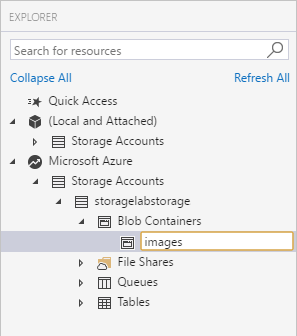 EXPLORER
Search for resources
Collapse All Refresh All
Quick Access
(Local and Attached)
Storage Accounts
Microsoft Azure
Storage Accounts
storagelabstorage
Blob Containers
images
File Shares
Queues
Tables